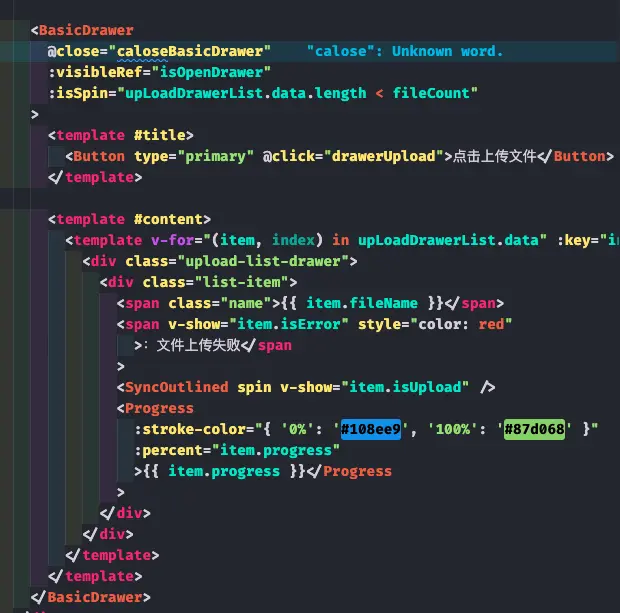 <BasicDrawer
@close="caloseBasicDrawer" "calose": Unknown word.
:visibleRef="isOpenDrawer"
:isSpin="upLoadDrawerList.data.length < fileCount"
>
<template #title>
<Button type="primary" @click="drawerUpload">点击上传文件</Button>
</template>
<template #content>
<template v-for="(item, index) in upLoadDrawerList.data" :key="in
<div class="upload-list-drawer">
<div class="list-item">
<span class="name">{{ item.fileName }}</span>
<span v-show="item.isError" style="color: red"
>：文件上传失败</span
>
<SyncOutlined spin v-show="item.isUpload" />
<Progress
:stroke-color="{ '0%': '#108ee9', '100%': '#87d068' }"
:percent="item.progress"
>{{ item.progress }}</Progress
>
</div>
</div>
</template>
</template>
</BasicDrawer>